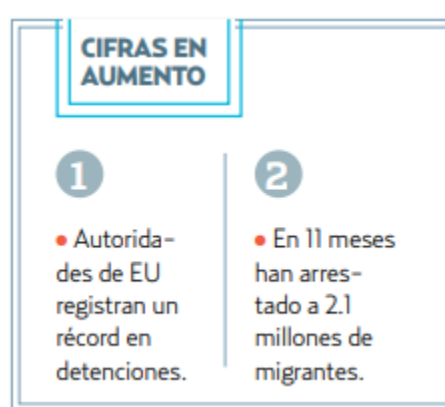 CIFRAS EN
AUMENTO
1
• Autorida-
des de EU
registran un
récord en
detenciones.
2
• En 11 meses
han arres-
tado a 2.1
millones de
migrantes.